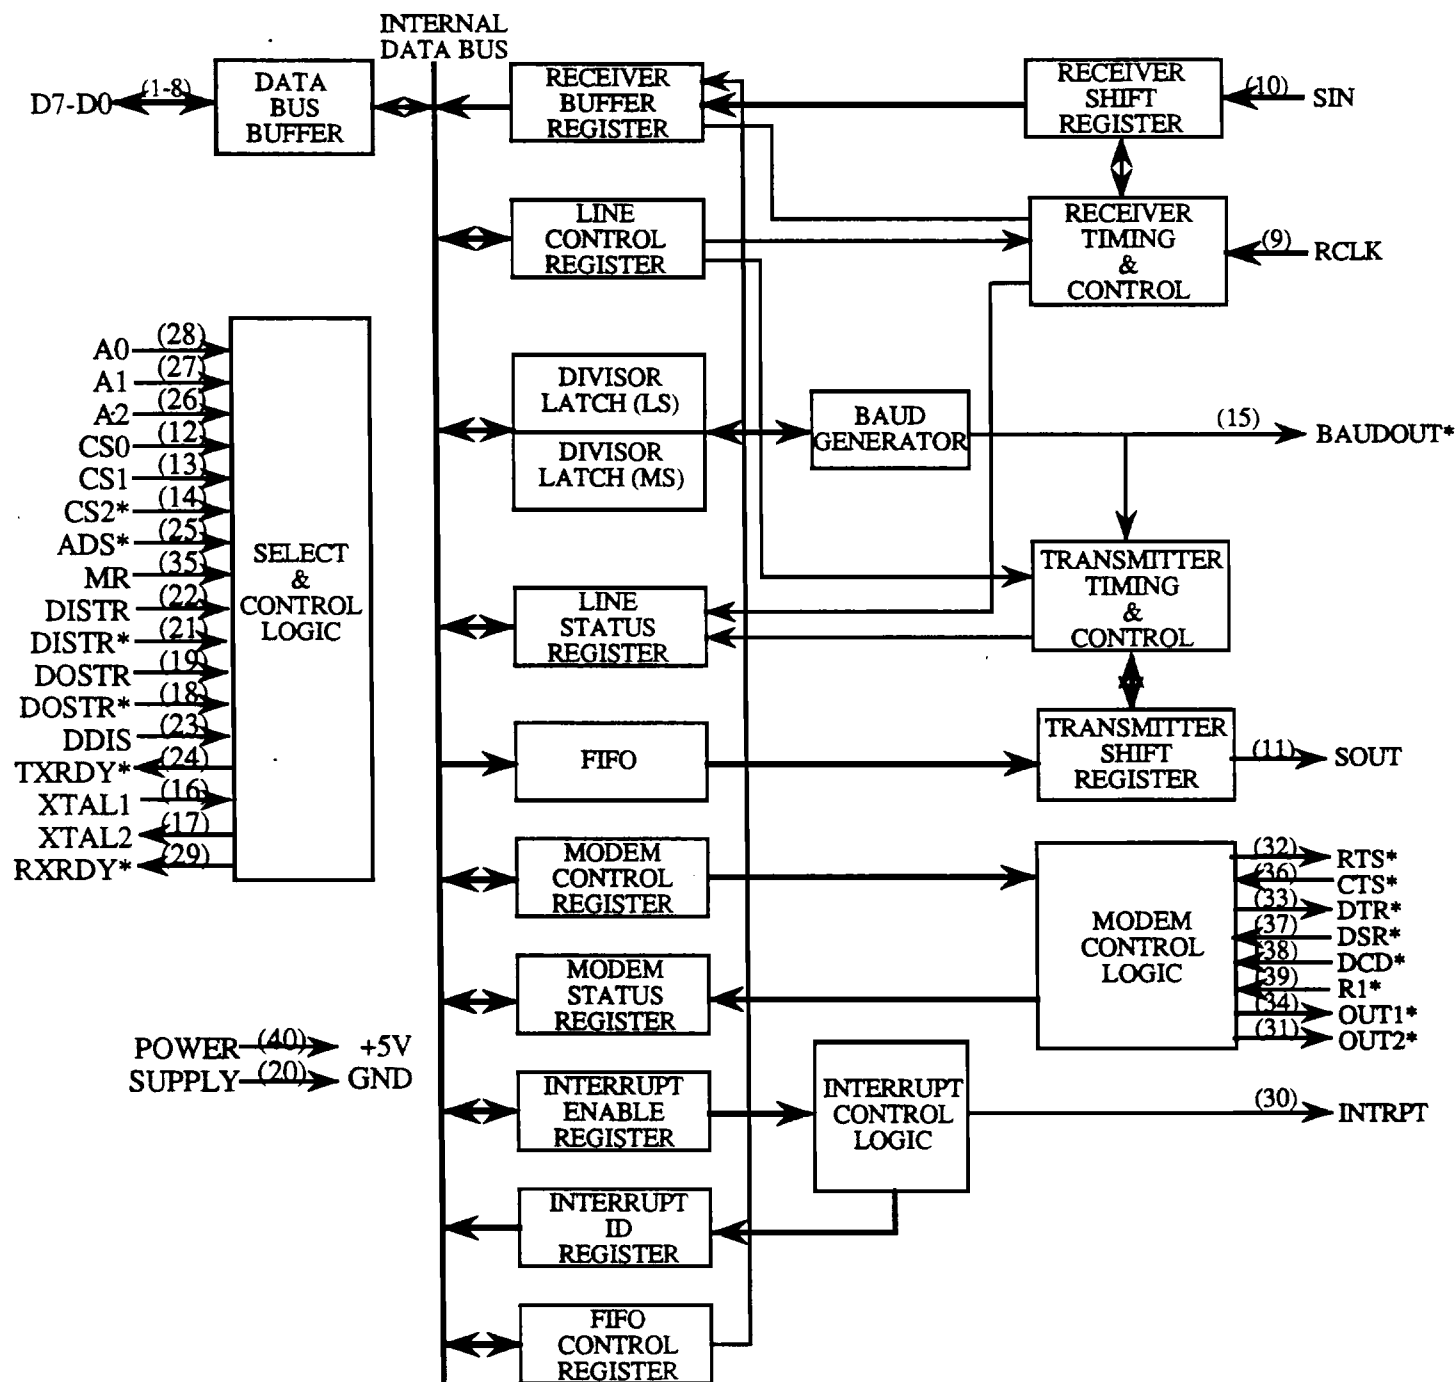 INTERNAL
DATA BUS
D7-D0
(1-8)
DATA
BUS
BUFFER
RECEIVER
BUFFER
REGISTER
RECEIVER
SHIFT
REGISTER
(10)
SIN
LINE
CONTROL
REGISTER
RECEIVER
TIMING
&
CONTROL
(9)
RCLK
A0
(28)
A1
(27)
A2
(26)
CS0
(12)
CS1
(13)
CS2*
(14)
ADS*
(25)
MR
(35)
DISTR
(22)
DISTR*
(21)
DOSTR
(19)
DOSTR*
(18)
DDIS
(23)
TXRDY*
(24)
XTAL1
(16)
XTAL2
(17)
RXRDY*
(29)
SELECT
&
CONTROL
LOGIC
DIVISOR
LATCH (LS)
DIVISOR
LATCH (MS)
BAUD
GENERATOR
(15)
BAUDOUT*
LINE
STATUS
REGISTER
TRANSMITTER
TIMING
&
CONTROL
FIFO
TRANSMITTER
SHIFT
REGISTER
(11)
SOUT
MODEM
CONTROL
REGISTER
MODEM
STATUS
REGISTER
MODEM
CONTROL
LOGIC
(32)
RTS*
(36)
CTS*
(33)
DTR*
(37)
DSR*
(38)
DCD*
(39)
R1*
(34)
OUT1*
(31)
OUT2*
POWER
(40)
+5V
SUPPLY
(20)
GND
INTERRUPT
ENABLE
REGISTER
INTERRUPT
CONTROL
LOGIC
(30)
INTRPT
INTERRUPT
ID
REGISTER
FIFO
CONTROL
REGISTER